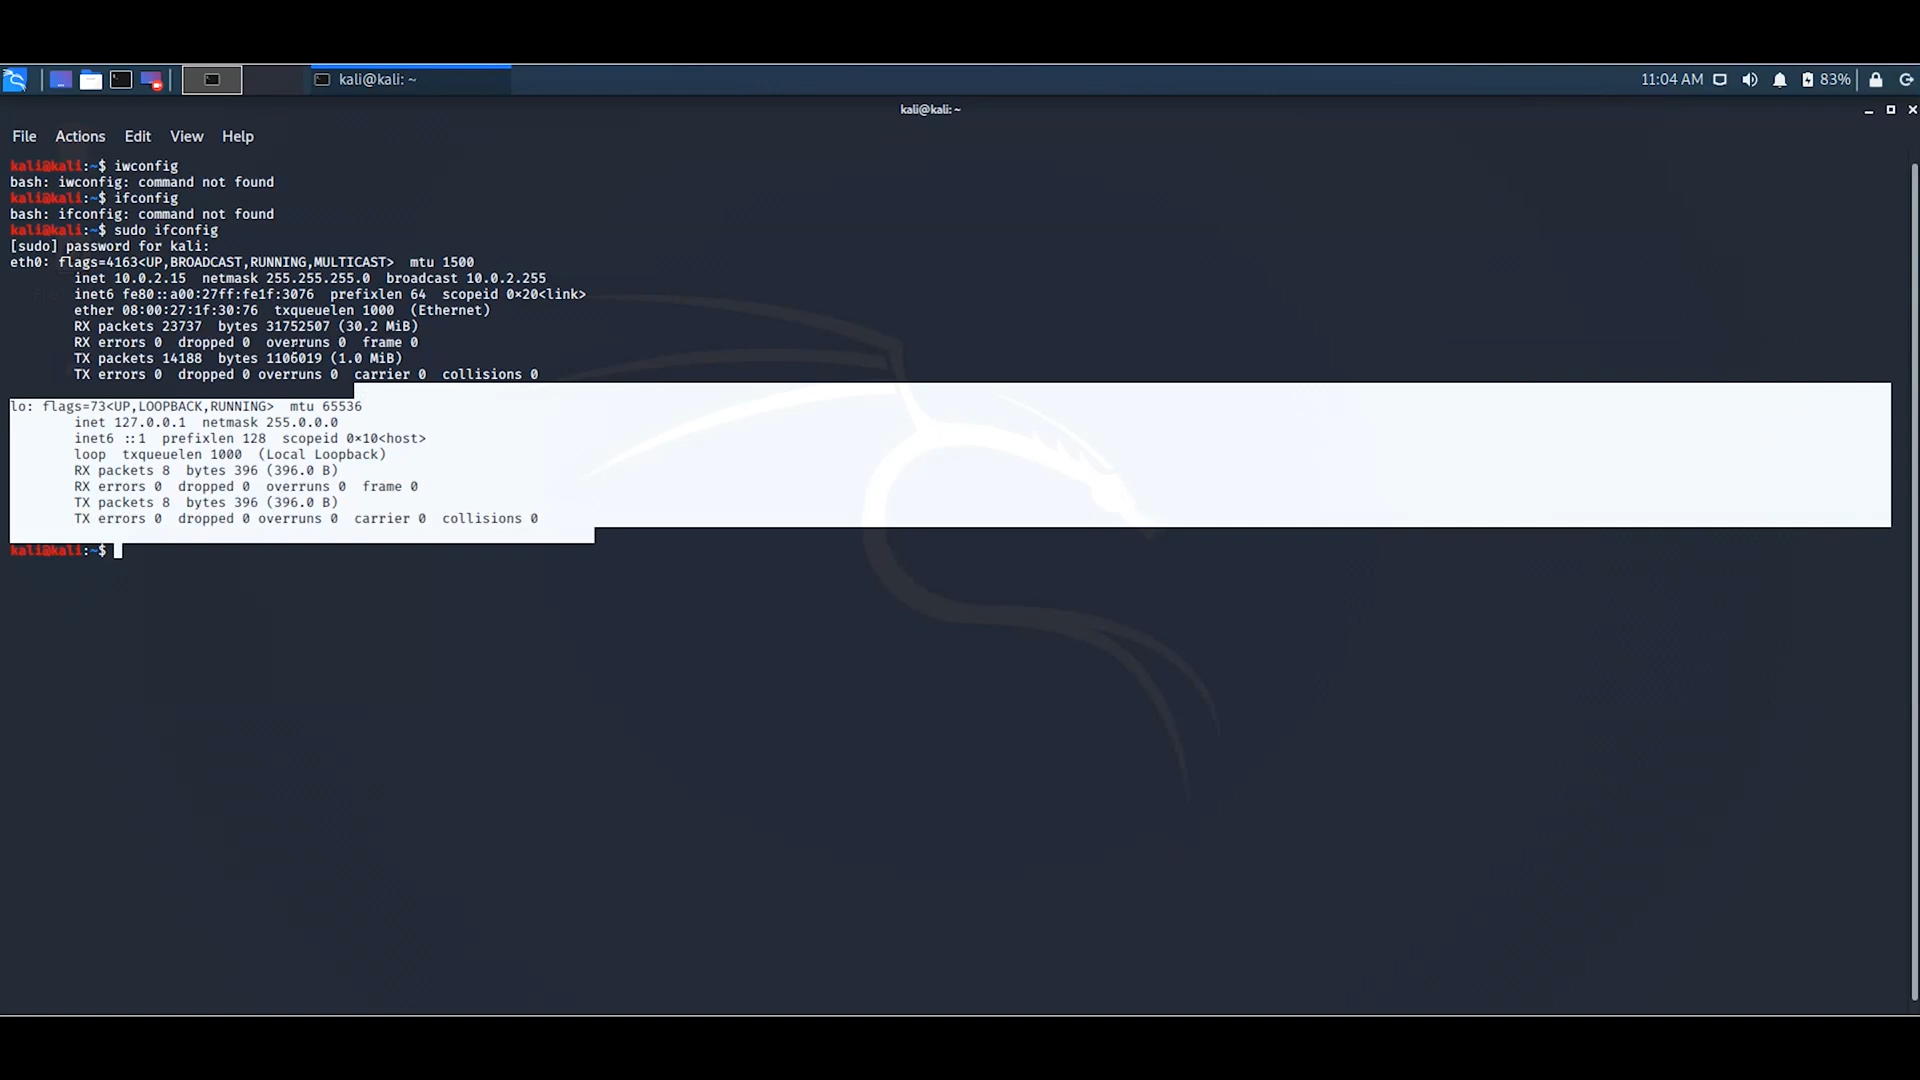 kali@kali: ~
11:04 AM
83%
kali@kali: ~
File Actions Edit View Help
kali@kali:~$ iwconfig
bash: iwconfig: command not found
kali@kali:~$ ifconfig
bash: ifconfig: command not found
kali@kali:~$ sudo ifconfig
[sudo] password for kali:
eth0: flags=4163<UP,BROADCAST,RUNNING,MULTICAST>  mtu 1500
        inet 10.0.2.15  netmask 255.255.255.0  broadcast 10.0.2.255
        inet6 fe80::a00:27ff:fe1f:3076  prefixlen 64  scopeid 0×20<link>
        ether 08:00:27:1f:30:76  txqueuelen 1000  (Ethernet)
        RX packets 23737  bytes 31752507 (30.2 MiB)
        RX errors 0  dropped 0  overruns 0  frame 0
        TX packets 14188  bytes 1106019 (1.0 MiB)
        TX errors 0  dropped 0 overruns 0  carrier 0  collisions 0
lo: flags=73<UP,LOOPBACK,RUNNING>  mtu 65536
        inet 127.0.0.1  netmask 255.0.0.0
        inet6 ::1  prefixlen 128  scopeid 0×10<host>
        loop  txqueuelen 1000  (Local Loopback)
        RX packets 8  bytes 396 (396.0 B)
        RX errors 0  dropped 0  overruns 0  frame 0
        TX packets 8  bytes 396 (396.0 B)
        TX errors 0  dropped 0 overruns 0  carrier 0  collisions 0
kali@kali:~$